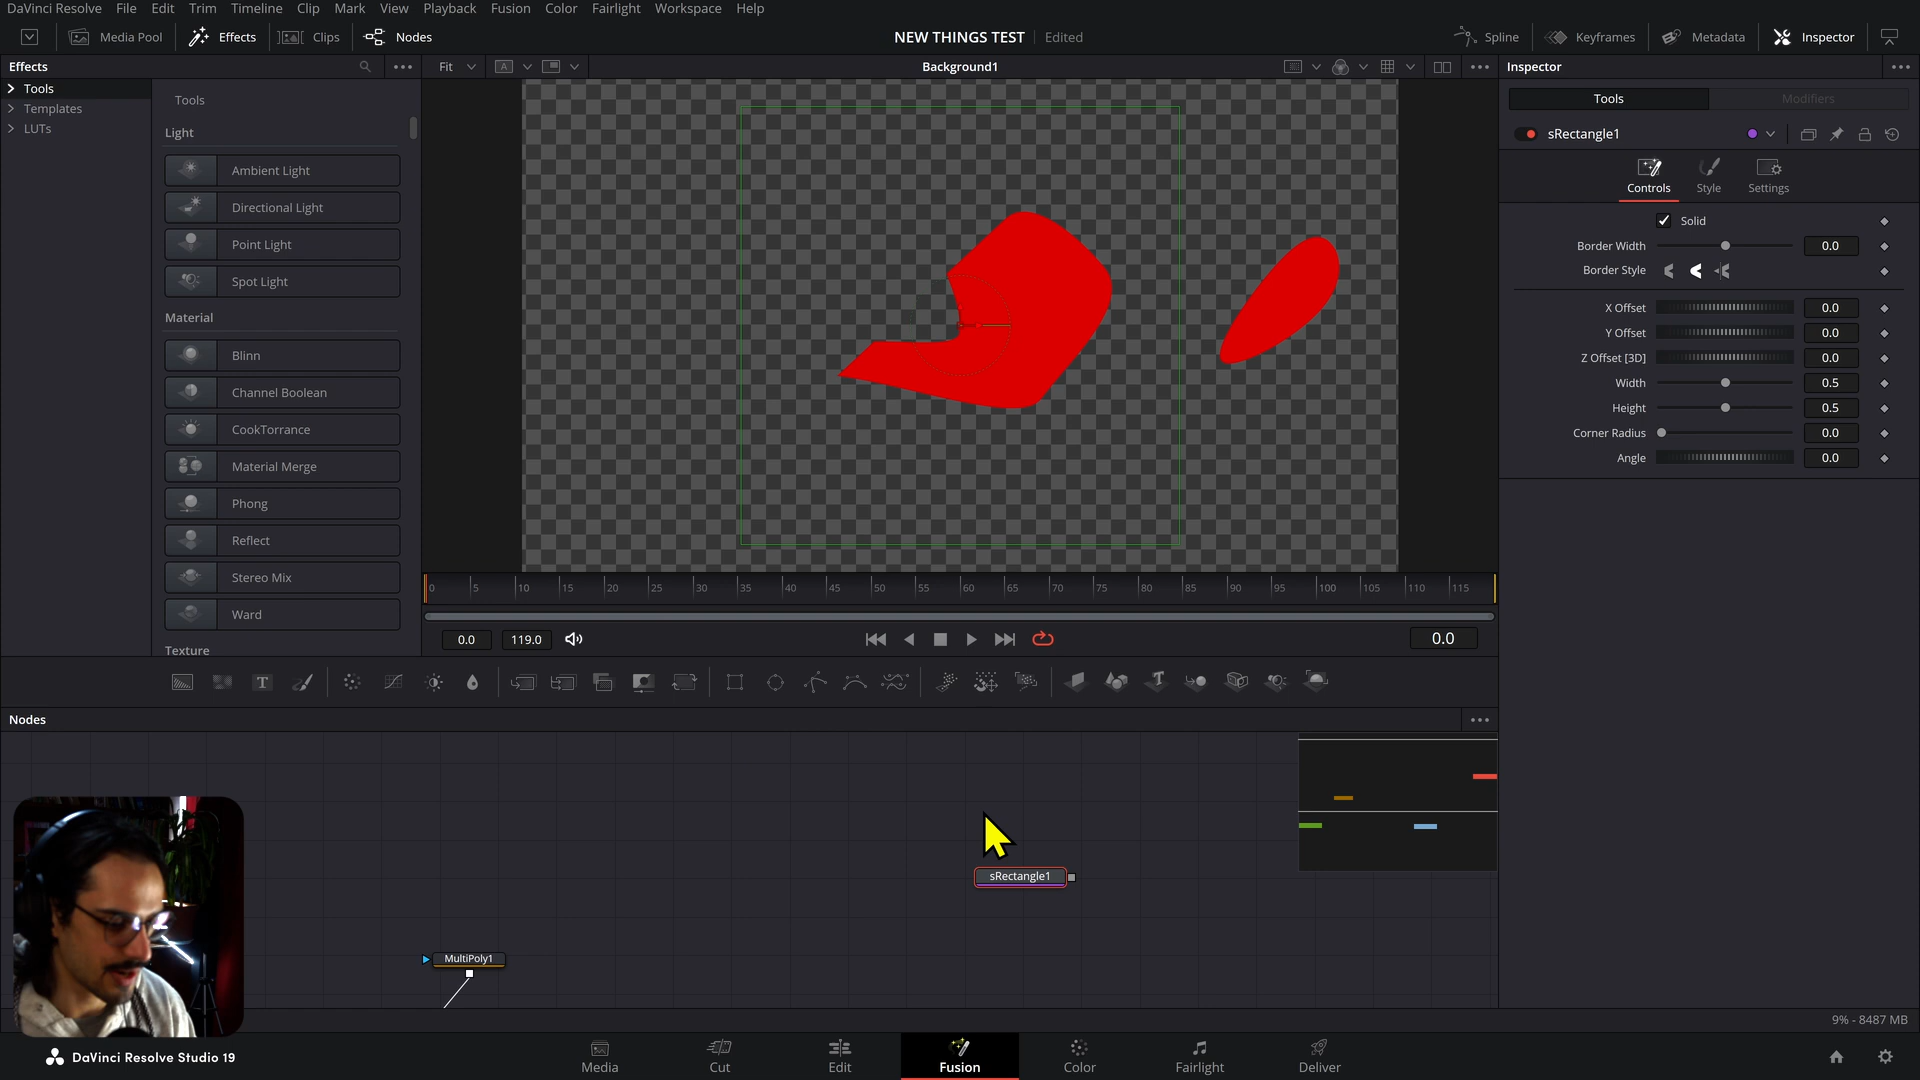 DaVinci Resolve File Edit Trim Timeline Clip Mark View Playback Fusion Color Fairlight Workspace Help
Media Pool Effects Clips Nodes NEW THINGS TEST Edited Spline Keyframes Metadata Inspector
Effects Fit A Background1 Inspector
Tools
Templates
LUTs
Tools
Light
Ambient Light
Directional Light
Point Light
Spot Light
Material
Blinn
Channel Boolean
CookTorrance
Material Merge
Phong
Reflect
Stereo Mix
Ward
Texture
Tools Modifiers
sRectangle1
Controls Style Settings
Solid
Border Width 0.0
Border Style
X Offset 0.0
Y Offset 0.0
Z Offset [3D] 0.0
Width 0.5
Height 0.5
Corner Radius 0.0
Angle 0.0
0 5 10 15 20 25 30 35 40 45 50 55 60 65 70 75 80 85 90 95 100 105 110 115
0.0 119.0 0.0
T
Nodes
sRectangle1
MultiPoly1
9% - 8487 MB
DaVinci Resolve Studio 19
Media Cut Edit Fusion Color Fairlight Deliver